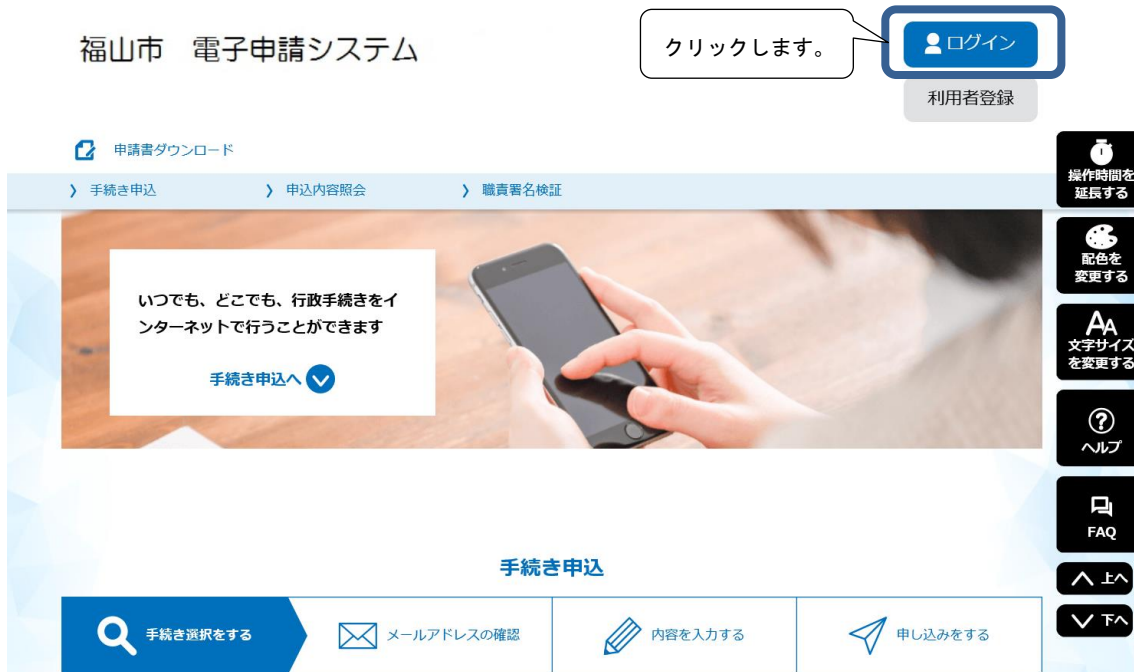 福山市　電子申請システム
クリックします。
ログイン
利用者登録
申請書ダウンロード
手続き申込
申込内容照会
職責署名検証
いつでも、どこでも、行政手続きをイ
ンターネットで行うことができます
手続き申込へ
操作時間を
延長する
配色を
変更する
AA
文字サイズ
を変更する
?
ヘルプ
FAQ
上へ
下へ
手続き申込
手続き選択をする
メールアドレスの確認
内容を入力する
申し込みをする